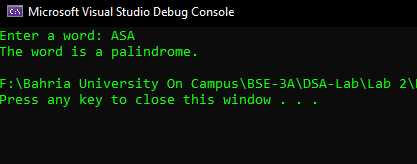 Microsoft Visual Studio Debug Console
Enter a word: ASA
The word is a palindrome.
F:\Bahria University On Campus\BSE-3A\DSA-Lab\Lab 2\
Press any key to close this window . . .